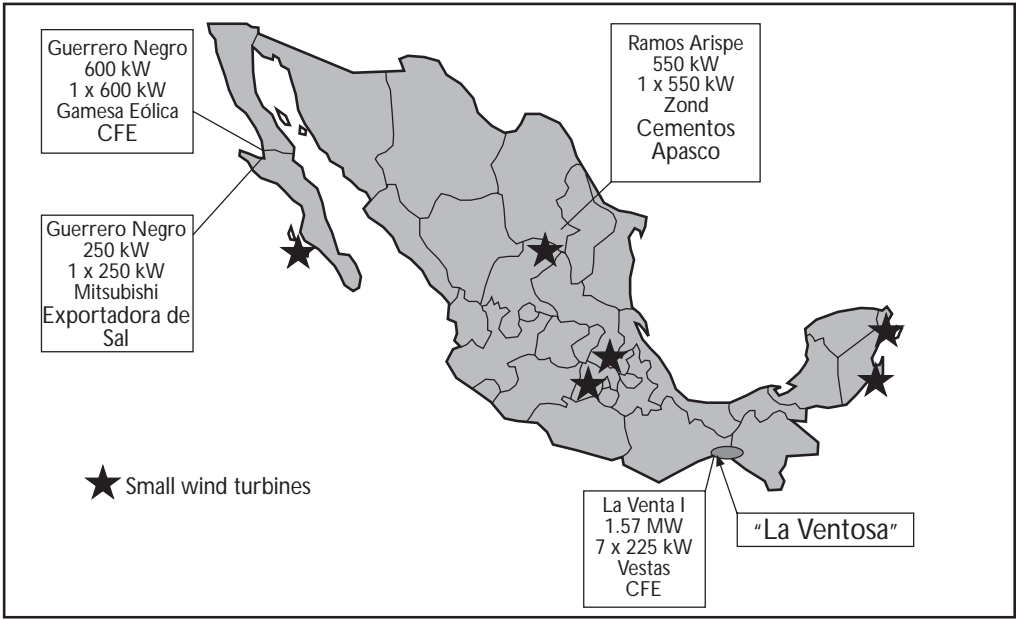 Guerrero Negro
600 kW
1 x 600 kW
Gamesa Eólica
CFE
Ramos Arispe
550 kW
1 x 550 kW
Zond
Cementos
Apasco
Guerrero Negro
250 kW
1 x 250 kW
Mitsubishi
Exportadora de
Sal
Small wind turbines
La Venta I
1.57 MW
7 x 225 kW
Vestas
CFE
“La Ventosa”